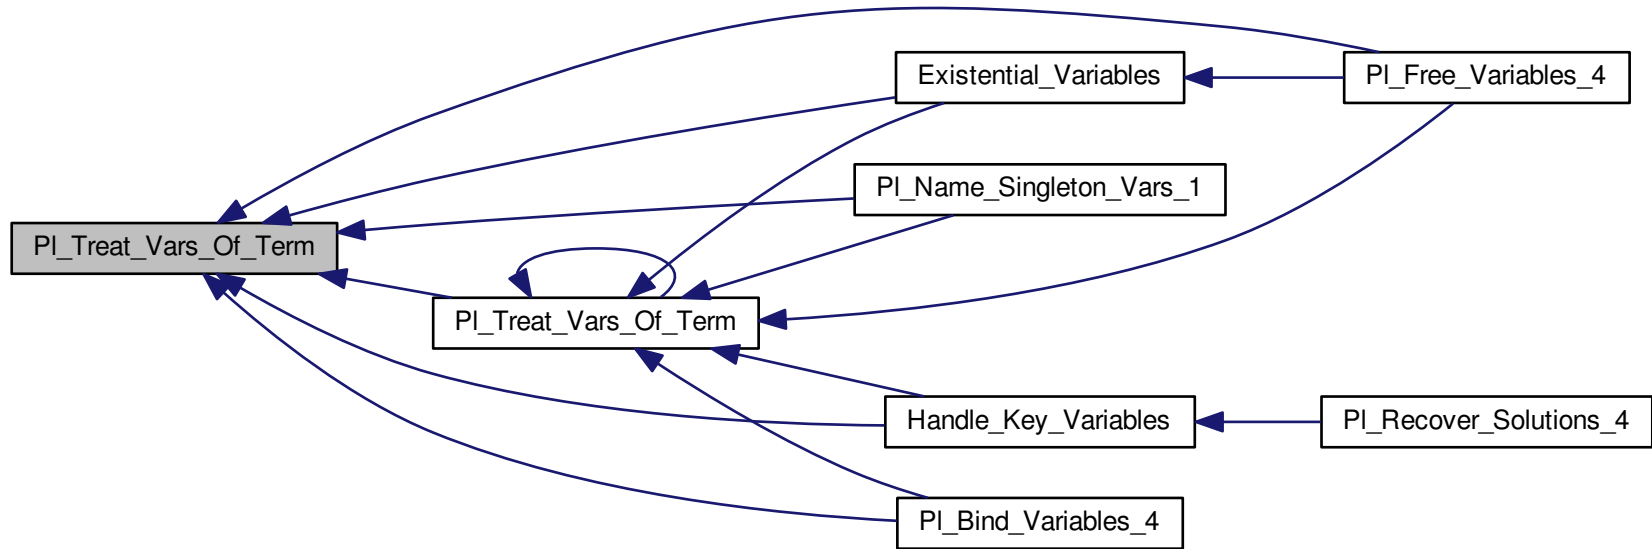 Existential_Variables
Pl_Free_Variables_4
Pl_Name_Singleton_Vars_1
Pl_Treat_Vars_Of_Term
Pl_Treat_Vars_Of_Term
Handle_Key_Variables
Pl_Recover_Solutions_4
Pl_Bind_Variables_4